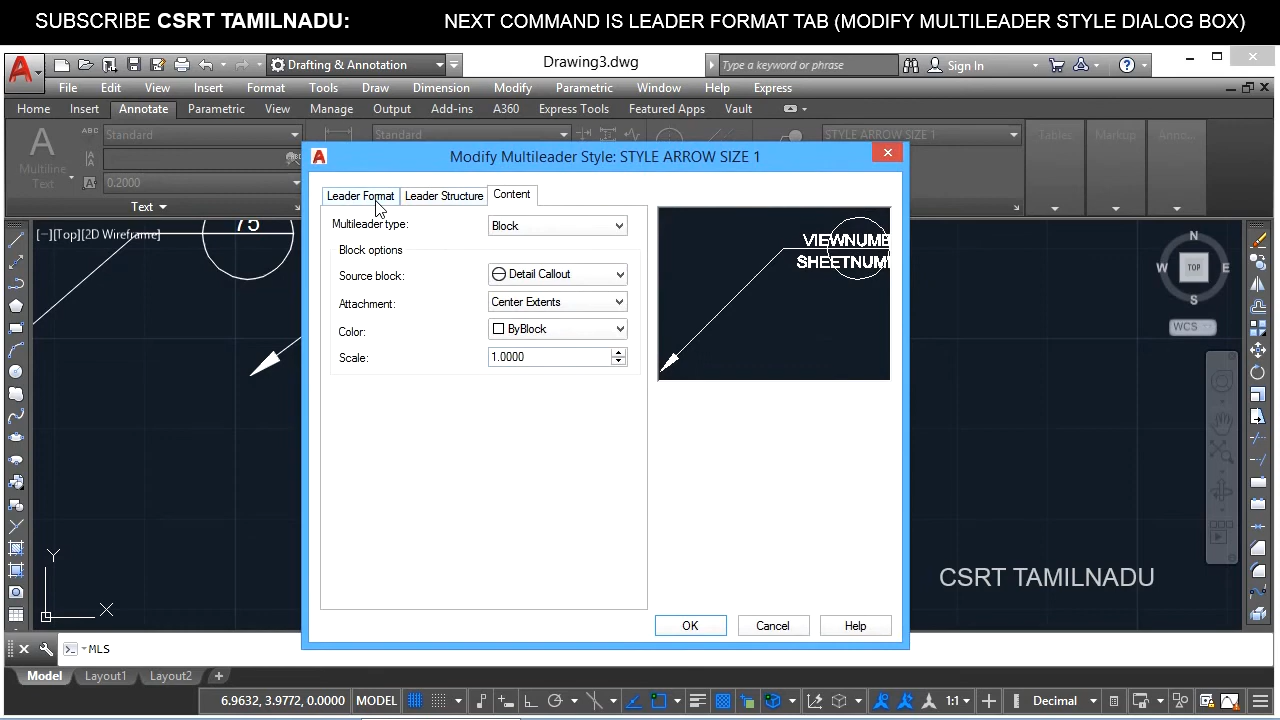 SUBSCRIBE CSRT TAMILNADU: NEXT COMMAND IS LEADER FORMAT TAB (MODIFY MULTILEADER STYLE DIALOG BOX)
Drafting & Annotation Drawing3.dwg Type a keyword or phrase Sign In
File Edit View Insert Format Tools Draw Dimension Modify Parametric Window Help Express
Home Insert Annotate Parametric View Manage Output Add-ins A360 Express Tools Featured Apps Vault
ABC Standard Standard STYLE ARROW SIZE 1 Tables Markup Anno...
Multiline
Text
0.2000
Text
Modify Multileader Style: STYLE ARROW SIZE 1
Leader Format Leader Structure Content
Multileader type: Block
Block options
Source block: Detail Callout
Attachment: Center Extents
Color: ByBlock
Scale: 1.0000
VIEWNUMB
SHEETNUM
OK Cancel Help
[−][Top][2D Wireframe]
75
N
W TOP E
S
WCS
Y
X
CSRT TAMILNADU
MLS
Model Layout1 Layout2 +
6.9632, 3.9772, 0.0000 MODEL 1:1 Decimal